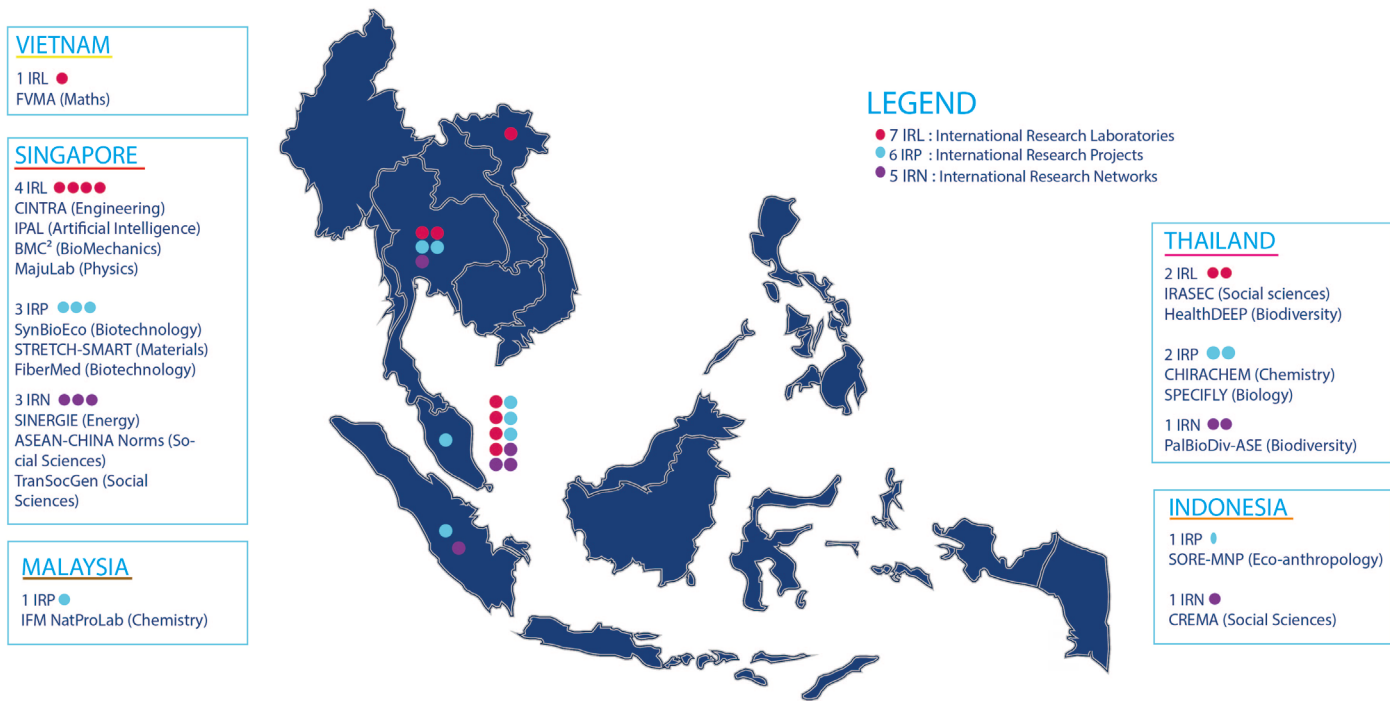 VIETNAM
1 IRL
FVMA (Maths)
SINGAPORE
4 IRL
CINTRA (Engineering)
IPAL (Artificial Intelligence)
BMC² (BioMechanics)
MajuLab (Physics)
3 IRP
SynBioEco (Biotechnology)
STRETCH-SMART (Materials)
FiberMed (Biotechnology)
3 IRN
SINERGIE (Energy)
ASEAN-CHINA Norms (So-
cial Sciences)
TranSocGen (Social
Sciences)
MALAYSIA
1 IRP
IFM NatProLab (Chemistry)
LEGEND
7 IRL : International Research Laboratories
6 IRP : International Research Projects
5 IRN : International Research Networks
THAILAND
2 IRL
IRASEC (Social sciences)
HealthDEEP (Biodiversity)
2 IRP
CHIRACHEM (Chemistry)
SPECIFLY (Biology)
1 IRN
PalBioDiv-ASE (Biodiversity)
INDONESIA
1 IRP
SORE-MNP (Eco-anthropology)
1 IRN
CREMA (Social Sciences)